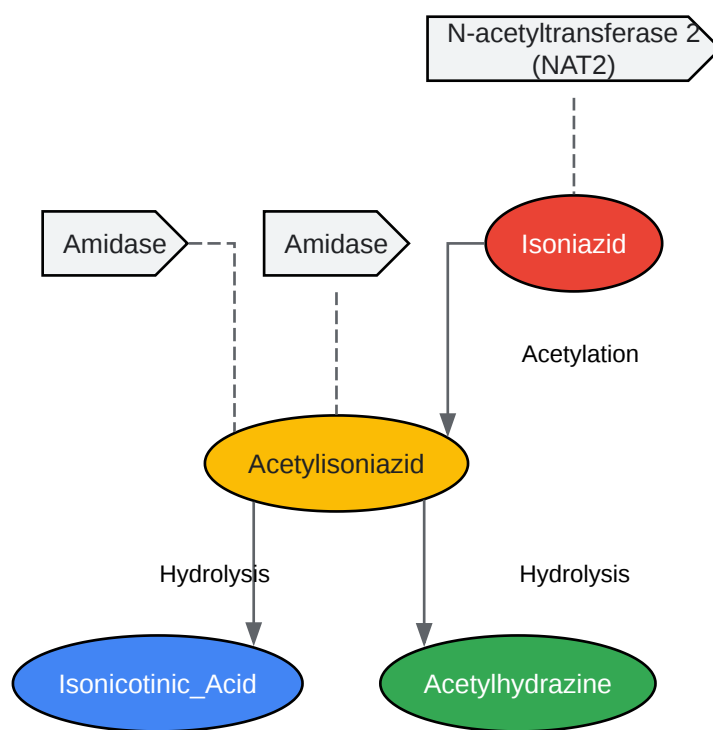 N-acetyltransferase 2
(NAT2)
Amidase
Amidase
Isoniazid
Acetylation
Acetylisoniazid
Hydrolysis
Hydrolysis
Isonicotinic_Acid
Acetylhydrazine